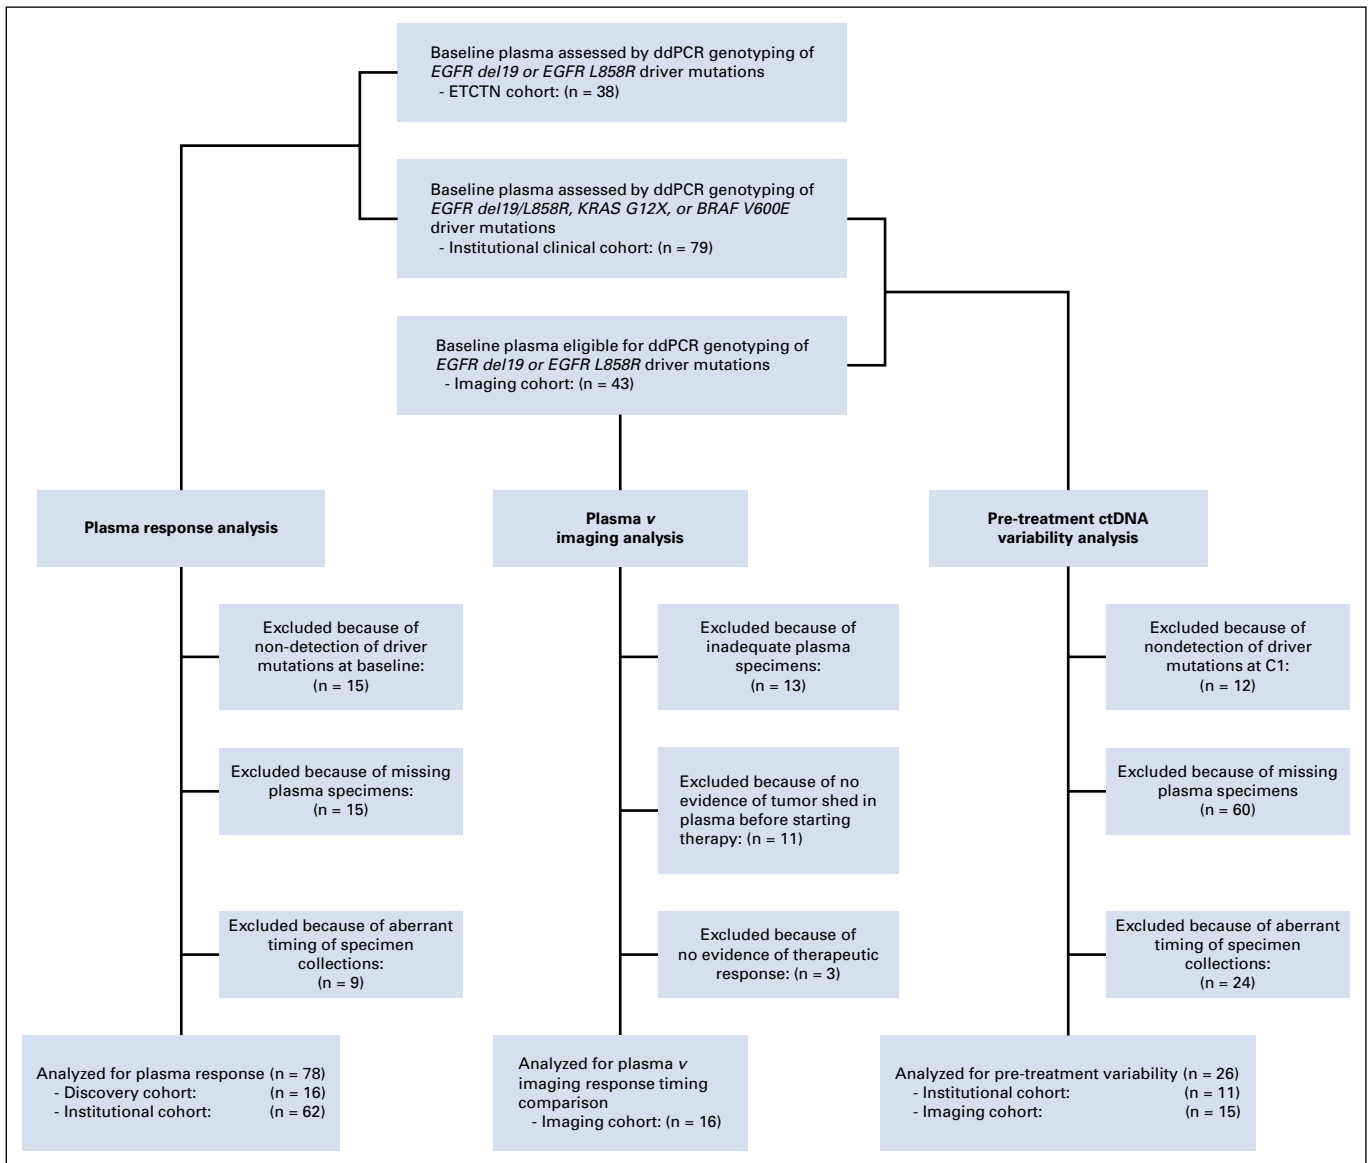 Baseline plasma assessed by ddPCR genotyping of
EGFR del19 or EGFR L858R driver mutations
- ETCTN cohort: (n = 38)
Baseline plasma assessed by ddPCR genotyping of
EGFR del19/L858R, KRAS G12X, or BRAF V600E
driver mutations
- Institutional clinical cohort: (n = 79)
Baseline plasma eligible for ddPCR genotyping of
EGFR del19 or EGFR L858R driver mutations
- Imaging cohort: (n = 43)
Plasma response analysis
Excluded because of
non-detection of driver
mutations at baseline:
(n = 15)
Excluded because of missing
plasma specimens:
(n = 15)
Excluded because of aberrant
timing of specimen
collections:
(n = 9)
Analyzed for plasma response (n = 78)
- Discovery cohort: (n = 16)
- Institutional cohort: (n = 62)
Plasma v
imaging analysis
Excluded because of
inadequate plasma
specimens:
(n = 13)
Excluded because of no
evidence of tumor shed in
plasma before starting
therapy: (n = 11)
Excluded because of
no evidence of therapeutic
response: (n = 3)
Analyzed for plasma v
imaging response timing
comparison
- Imaging cohort: (n = 16)
Pre-treatment ctDNA
variability analysis
Excluded because of
nondetection of driver
mutations at C1:
(n = 12)
Excluded because of missing
plasma specimens
(n = 60)
Excluded because of aberrant
timing of specimen
collections:
(n = 24)
Analyzed for pre-treatment variability (n = 26)
- Institutional cohort: (n = 11)
- Imaging cohort: (n = 15)